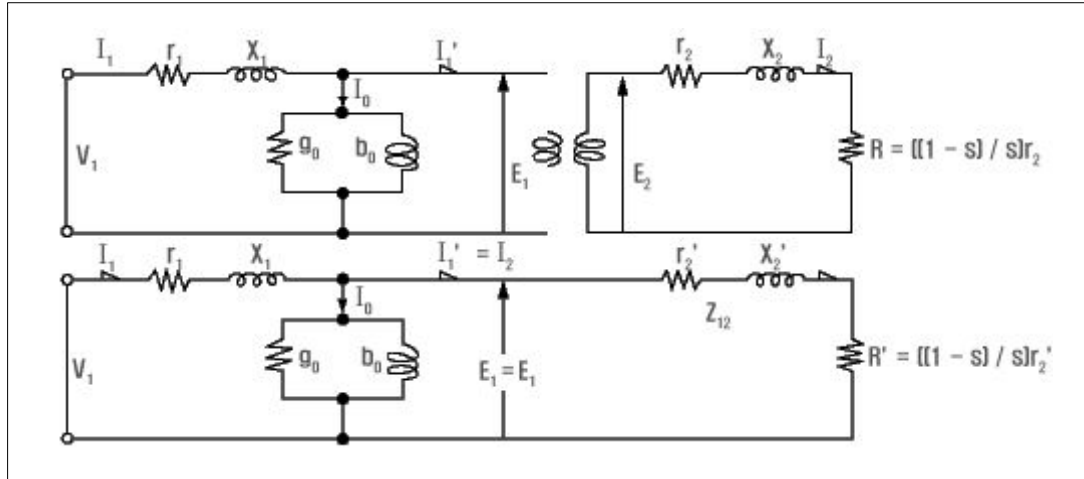 I₁ r₁ X₁ I₁' r₂ X₂ I₂
I₀
V₁ g₀ b₀ E₁ E₂ R = ((1 – s) / s)r₂
I₁ r₁ X₁ I₁' = I₂ r₂' X₂'
I₀ Z₁₂
V₁ g₀ b₀ E₁ = E₁ R' = ((1 – s) / s)r₂'